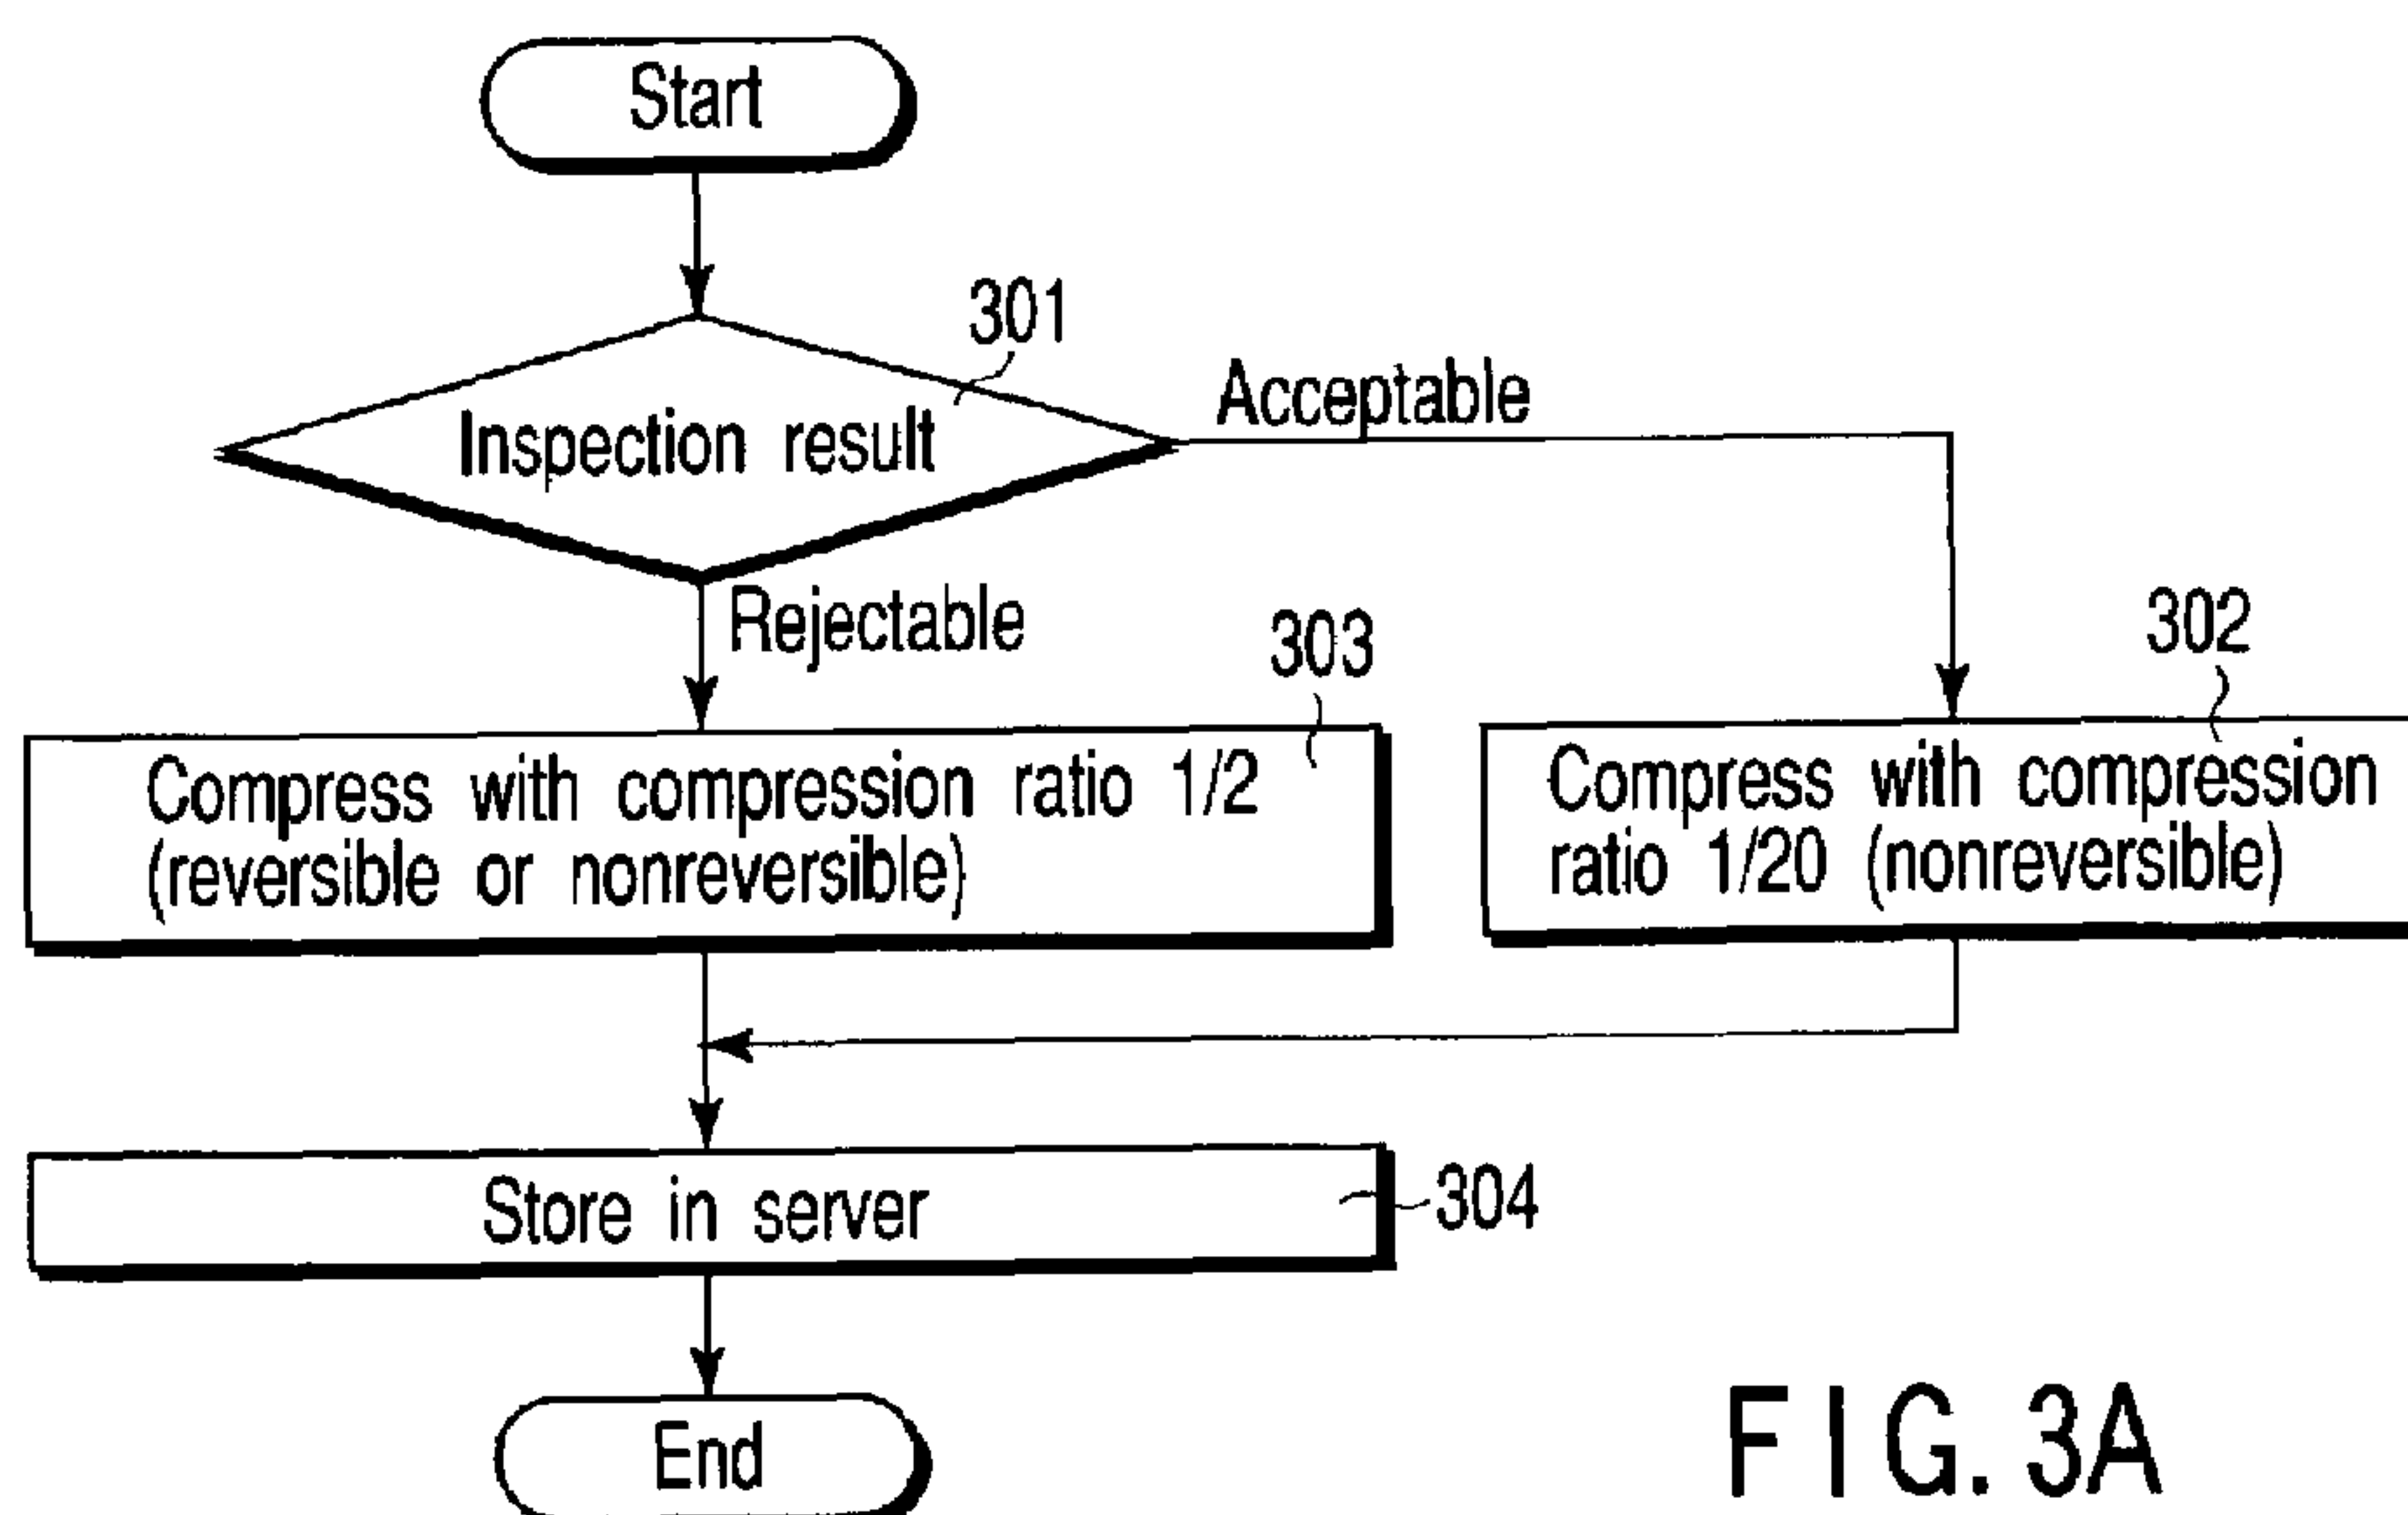 Start
301
Inspection result
Acceptable
Rejectable
303
302
Compress with compression ratio 1/2
(reversible or nonreversible)
Compress with compression
ratio 1/20 (nonreversible)
Store in server
304
End
FIG. 3A